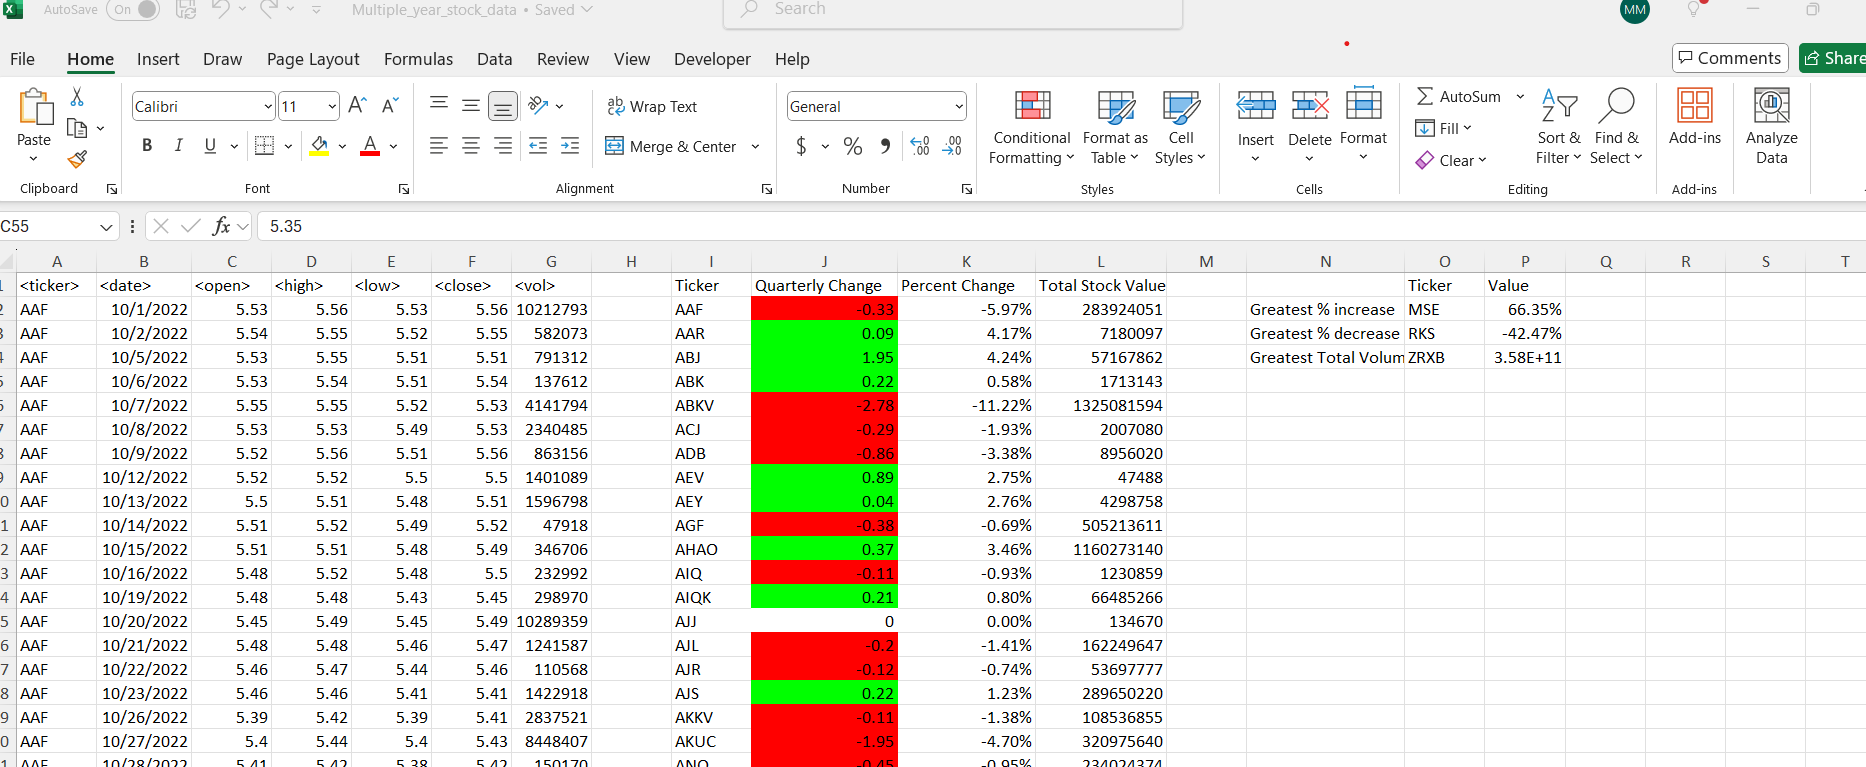 AutoSave On Multiple_year_stock_data • Saved Search MM
File Home Insert Draw Page Layout Formulas Data Review View Developer Help Comments Share
Calibri 11 A A ab Wrap Text General AutoSum
Paste B I U A Merge & Center $ % Conditional Formatting Format as Table Cell Styles Insert Delete Format Fill Clear Sort & Filter Find & Select Add-ins Analyze Data
Clipboard Font Alignment Number Styles Cells Editing Add-ins
C55 fx 5.35
A B C D E F G H I J K L M N O P Q R S T
1 <ticker> <date> <open> <high> <low> <close> <vol> Ticker Quarterly Change Percent Change Total Stock Value Ticker Value
2 AAF 10/1/2022 5.53 5.56 5.53 5.56 10212793 AAF -0.33 -5.97% 283924051 Greatest % increase MSE 66.35%
3 AAF 10/2/2022 5.54 5.55 5.52 5.55 582073 AAR 0.09 4.17% 7180097 Greatest % decrease RKS -42.47%
4 AAF 10/5/2022 5.53 5.55 5.51 5.51 791312 ABJ 1.95 4.24% 57167862 Greatest Total Volum ZRXB 3.58E+11
5 AAF 10/6/2022 5.53 5.54 5.51 5.54 137612 ABK 0.22 0.58% 1713143
6 AAF 10/7/2022 5.55 5.55 5.52 5.53 4141794 ABKV -2.78 -11.22% 1325081594
7 AAF 10/8/2022 5.53 5.53 5.49 5.53 2340485 ACJ -0.29 -1.93% 2007080
8 AAF 10/9/2022 5.52 5.56 5.51 5.56 863156 ADB -0.86 -3.38% 8956020
9 AAF 10/12/2022 5.52 5.52 5.5 5.5 1401089 AEV 0.89 2.75% 47488
0 AAF 10/13/2022 5.5 5.51 5.48 5.51 1596798 AEY 0.04 2.76% 4298758
1 AAF 10/14/2022 5.51 5.52 5.49 5.52 47918 AGF -0.38 -0.69% 505213611
2 AAF 10/15/2022 5.51 5.51 5.48 5.49 346706 AHAO 0.37 3.46% 1160273140
3 AAF 10/16/2022 5.48 5.52 5.48 5.5 232992 AIQ -0.11 -0.93% 1230859
4 AAF 10/19/2022 5.48 5.48 5.43 5.45 298970 AIQK 0.21 0.80% 66485266
5 AAF 10/20/2022 5.45 5.49 5.45 5.49 10289359 AJJ 0 0.00% 134670
6 AAF 10/21/2022 5.48 5.48 5.46 5.47 1241587 AJL -0.2 -1.41% 162249647
7 AAF 10/22/2022 5.46 5.47 5.44 5.46 110568 AJR -0.12 -0.74% 53697777
8 AAF 10/23/2022 5.46 5.46 5.41 5.41 1422918 AJS 0.22 1.23% 289650220
9 AAF 10/26/2022 5.39 5.42 5.39 5.41 2837521 AKKV -0.11 -1.38% 108536855
0 AAF 10/27/2022 5.4 5.44 5.4 5.43 8448407 AKUC -1.95 -4.70% 320975640
1 AAF 10/28/2022 5.41 5.42 5.38 5.42 150170 -0.45 -0.95% 234024374